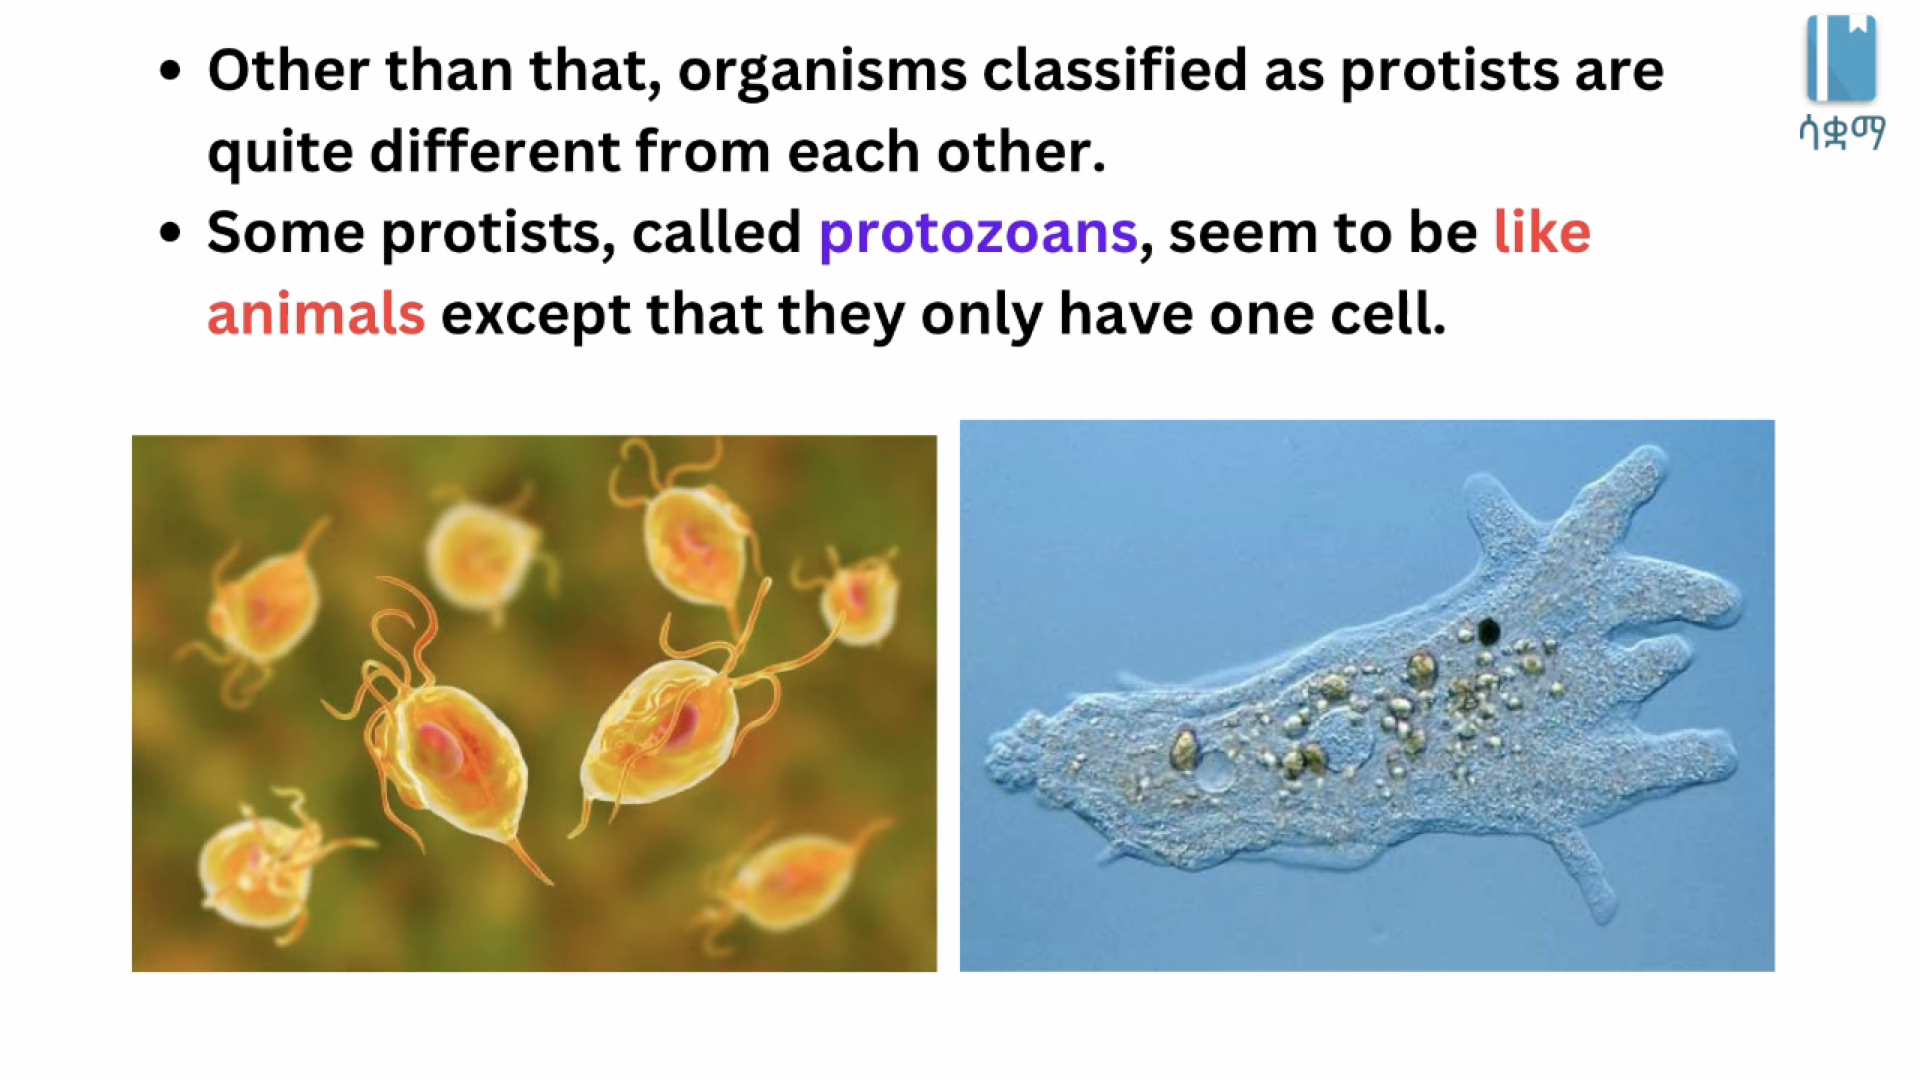 • Other than that, organisms classified as protists are
quite different from each other.
• Some protists, called protozoans, seem to be like
animals except that they only have one cell.
ሳቋማ